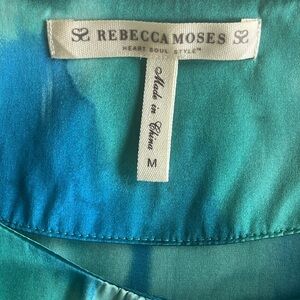 REBECCA MOSES
HEART SOUL STYLE™
Made in China
M